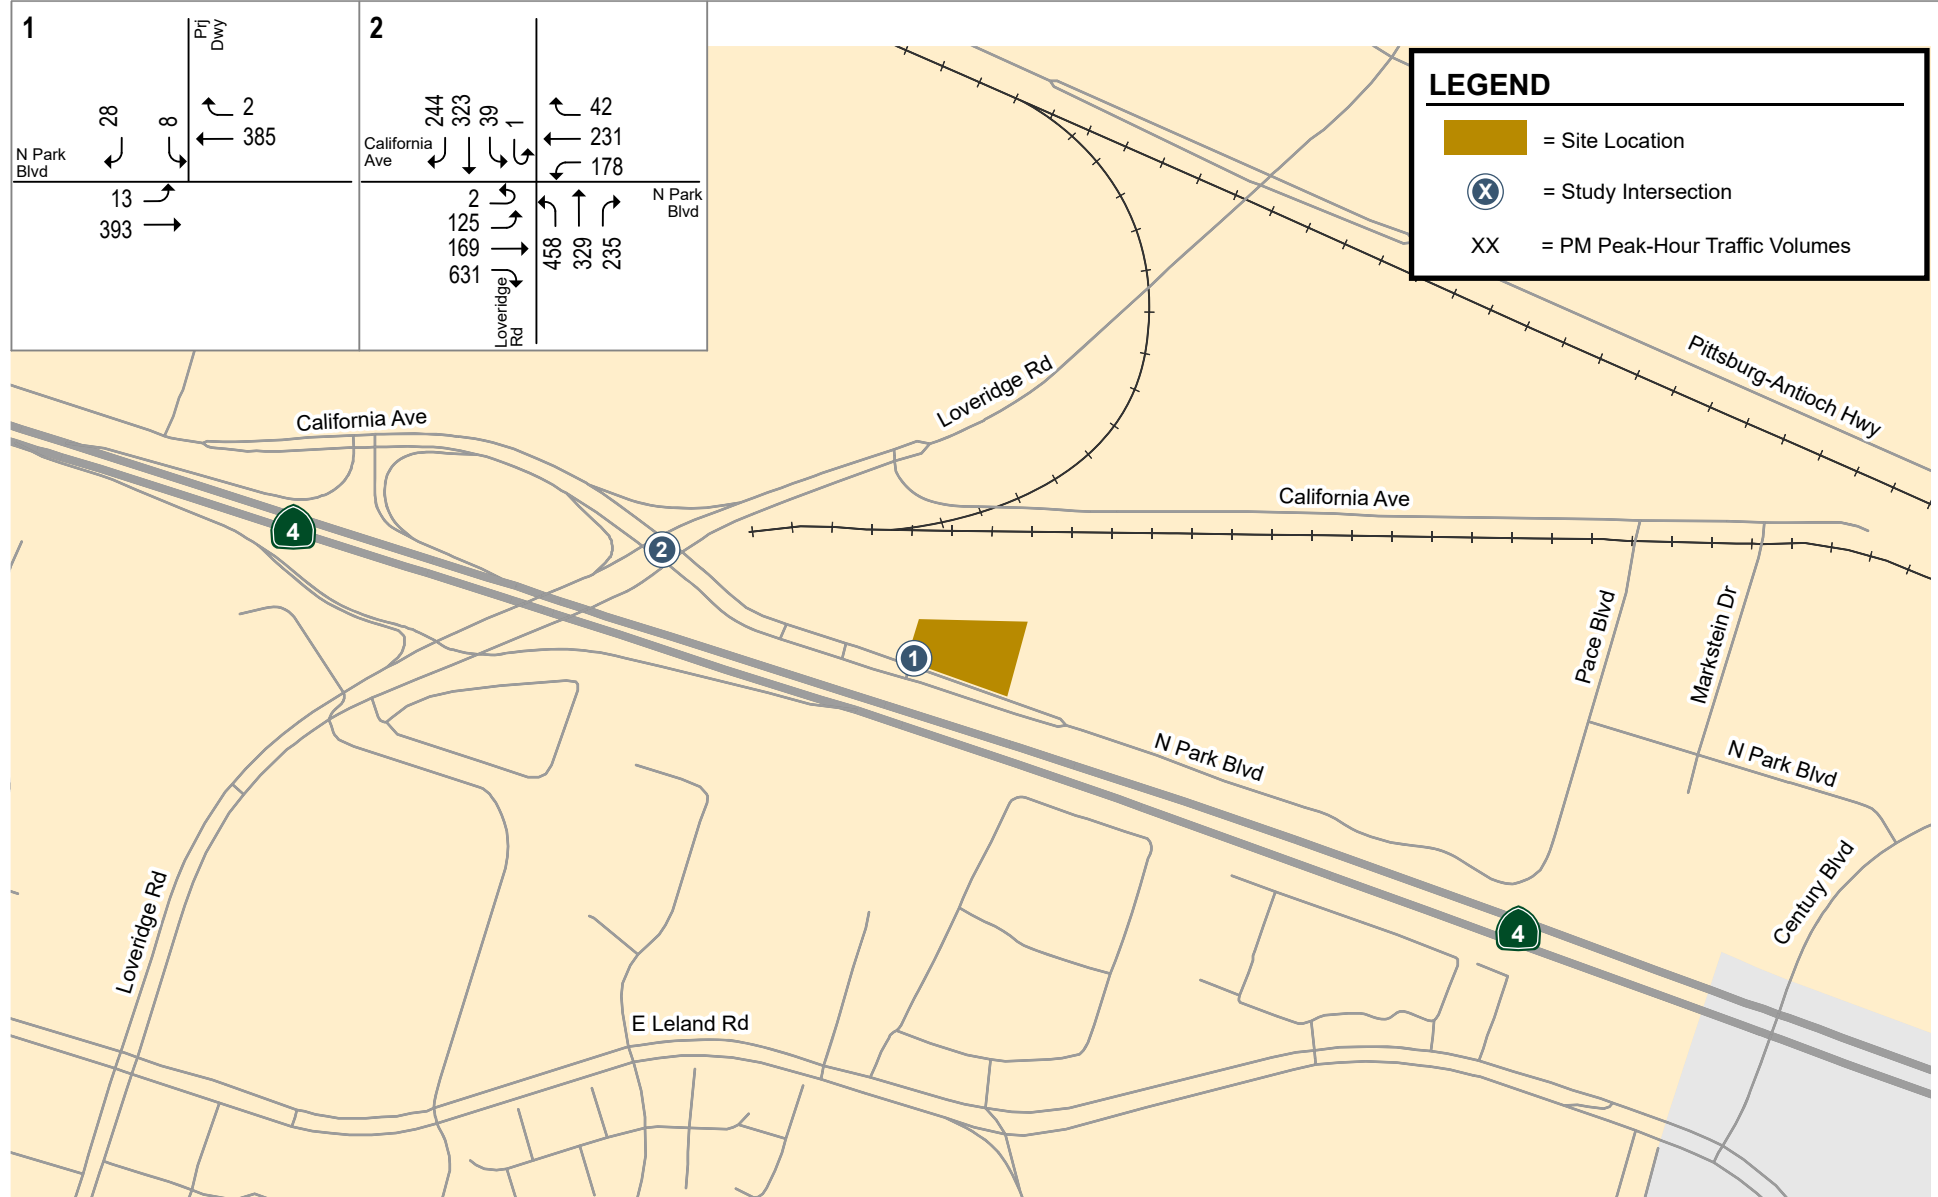 1
Prj
Dwy
28
8
2
385
N Park
Blvd
13
393
2
244
323
39
1
42
231
178
California
Ave
2
125
169
631
458
329
235
N Park
Blvd
Loveridge
Rd
LEGEND
= Site Location
X
= Study Intersection
XX
= PM Peak-Hour Traffic Volumes
Pittsburg-Antioch Hwy
Loveridge Rd
California Ave
California Ave
4
2
1
Pace Blvd
Markstein Dr
N Park Blvd
N Park Blvd
Century Blvd
Loveridge Rd
4
E Leland Rd